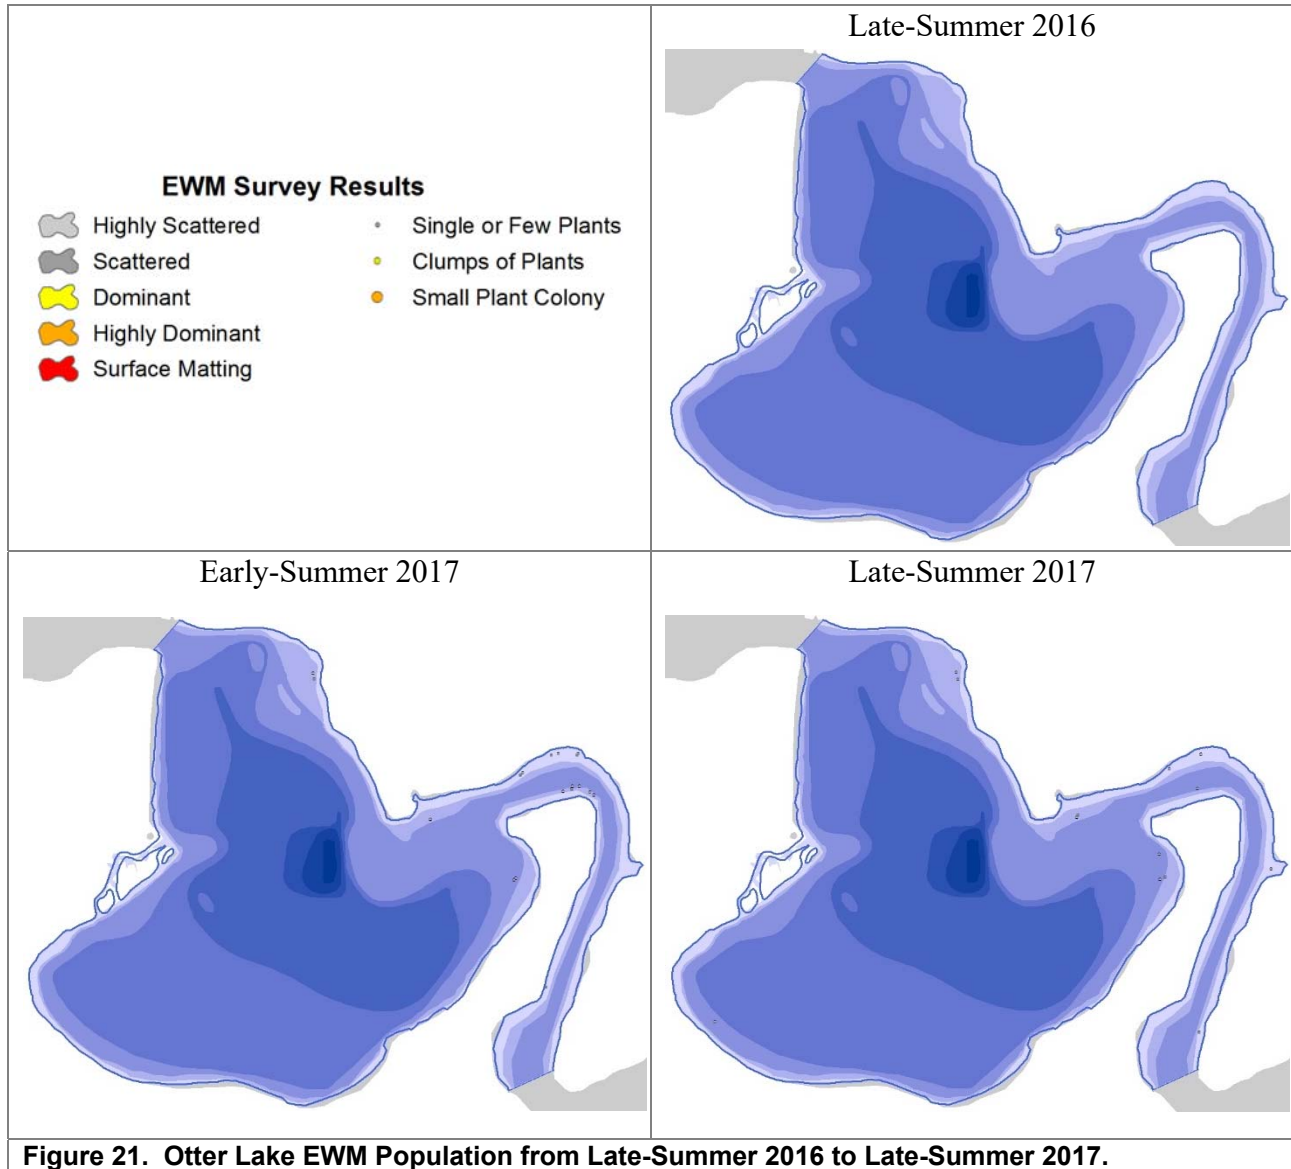 Late-Summer 2016
EWM Survey Results
Highly Scattered
Scattered
Dominant
Highly Dominant
Surface Matting
Single or Few Plants
Clumps of Plants
Small Plant Colony
Early-Summer 2017
Late-Summer 2017
Figure 21.  Otter Lake EWM Population from Late-Summer 2016 to Late-Summer 2017.